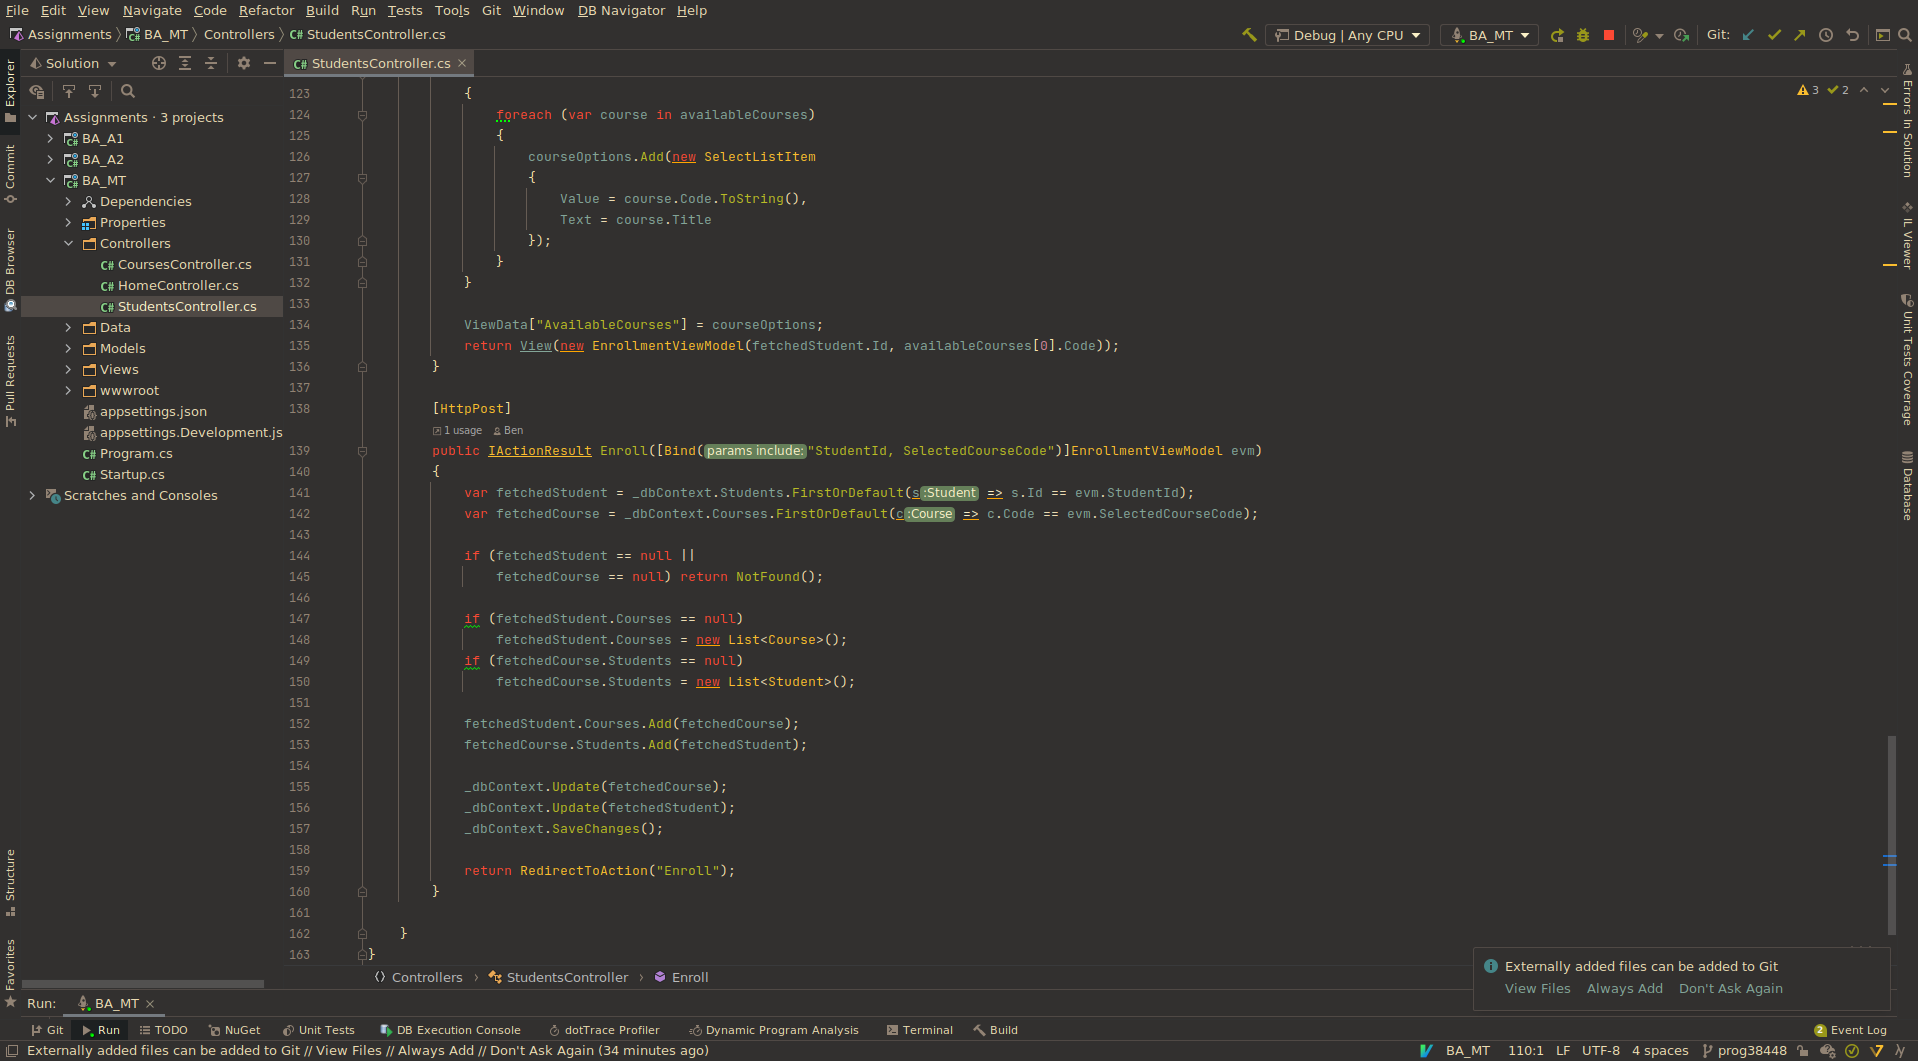 File Edit View Navigate Code Refactor Build Run Tests Tools Git Window DB Navigator Help
Assignments BA_MT Controllers C# StudentsController.cs Debug | Any CPU BA_MT Git:
Solution C# StudentsController.cs
Explorer
Commit
DB Browser
Pull Requests
Structure
Favorites
Assignments · 3 projects
BA_A1
BA_A2
BA_MT
Dependencies
Properties
Controllers
C# CoursesController.cs
C# HomeController.cs
C# StudentsController.cs
Data
Models
Views
wwwroot
appsettings.json
appsettings.Development.js
C# Program.cs
C# Startup.cs
Scratches and Consoles
3 2
123 {
124 foreach (var course in availableCourses)
125 {
126 courseOptions.Add(new SelectListItem
127 {
128 Value = course.Code.ToString(),
129 Text = course.Title
130 });
131 }
132 }
133
134 ViewData["AvailableCourses"] = courseOptions;
135 return View(new EnrollmentViewModel(fetchedStudent.Id, availableCourses[0].Code));
136 }
137
138 [HttpPost]
1 usage Ben
139 public IActionResult Enroll([Bind(params include:"StudentId, SelectedCourseCode")]EnrollmentViewModel evm)
140 {
141 var fetchedStudent = _dbContext.Students.FirstOrDefault(s:Student => s.Id == evm.StudentId);
142 var fetchedCourse = _dbContext.Courses.FirstOrDefault(c:Course => c.Code == evm.SelectedCourseCode);
143
144 if (fetchedStudent == null ||
145 fetchedCourse == null) return NotFound();
146
147 if (fetchedStudent.Courses == null)
148 fetchedStudent.Courses = new List<Course>();
149 if (fetchedCourse.Students == null)
150 fetchedCourse.Students = new List<Student>();
151
152 fetchedStudent.Courses.Add(fetchedCourse);
153 fetchedCourse.Students.Add(fetchedStudent);
154
155 _dbContext.Update(fetchedCourse);
156 _dbContext.Update(fetchedStudent);
157 _dbContext.SaveChanges();
158
159 return RedirectToAction("Enroll");
160 }
161
162 }
163 }
Errors In Solution
IL Viewer
Unit Tests Coverage
Database
Controllers StudentsController Enroll
Externally added files can be added to Git
View Files Always Add Don't Ask Again
Run: BA_MT
Git Run TODO NuGet Unit Tests DB Execution Console dotTrace Profiler Dynamic Program Analysis Terminal Build 2 Event Log
Externally added files can be added to Git // View Files // Always Add // Don't Ask Again (34 minutes ago) BA_MT 110:1 LF UTF-8 4 spaces prog38448